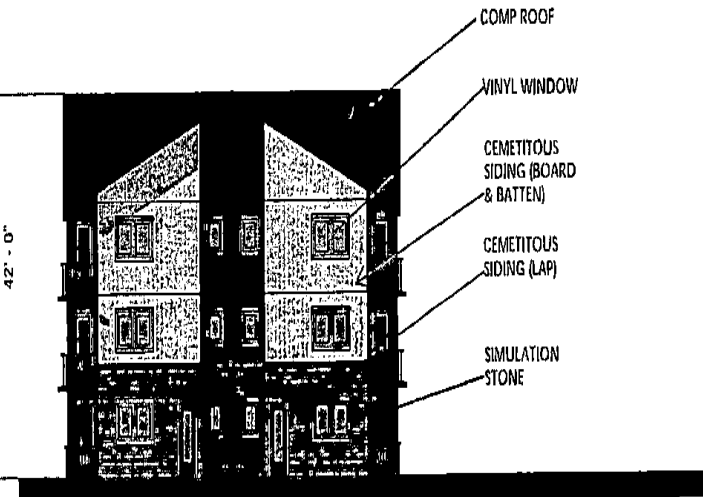 COMP ROOF
VINYL WINDOW
CEMETITOUS
SIDING (BOARD
& BATTEN)
CEMETITOUS
SIDING (LAP)
SIMULATION
STONE
42' - 0"